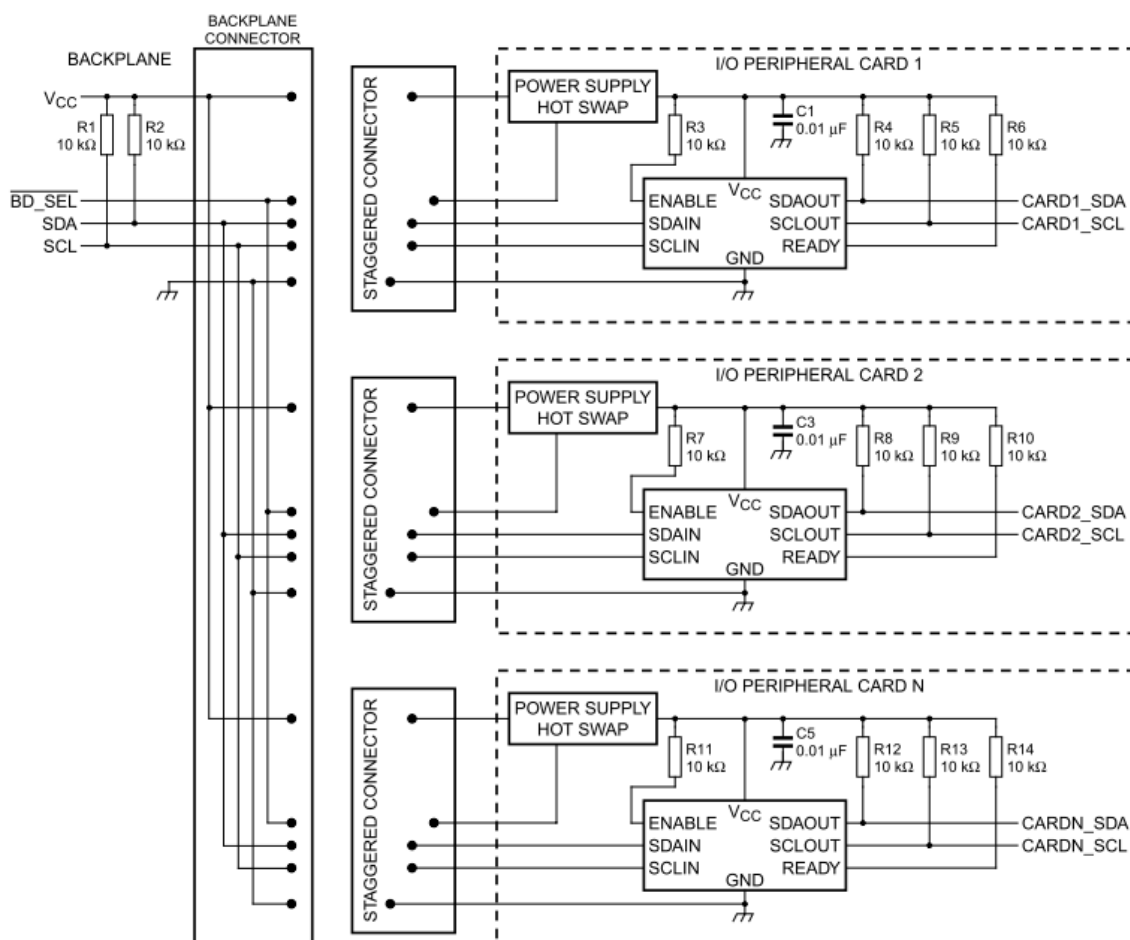 BACKPLANE
CONNECTOR
BACKPLANE
VCC
R1
10 kΩ
R2
10 kΩ
BD_SEL
SDA
SCL
STAGGERED CONNECTOR
I/O PERIPHERAL CARD 1
POWER SUPPLY
HOT SWAP
R3
10 kΩ
C1
0.01 μF
R4
10 kΩ
R5
10 kΩ
R6
10 kΩ
VCC
ENABLE
SDAIN
SCLIN
SDAOUT
SCLOUT
READY
GND
CARD1_SDA
CARD1_SCL
STAGGERED CONNECTOR
I/O PERIPHERAL CARD 2
POWER SUPPLY
HOT SWAP
R7
10 kΩ
C3
0.01 μF
R8
10 kΩ
R9
10 kΩ
R10
10 kΩ
VCC
ENABLE
SDAIN
SCLIN
SDAOUT
SCLOUT
READY
GND
CARD2_SDA
CARD2_SCL
STAGGERED CONNECTOR
I/O PERIPHERAL CARD N
POWER SUPPLY
HOT SWAP
R11
10 kΩ
C5
0.01 μF
R12
10 kΩ
R13
10 kΩ
R14
10 kΩ
VCC
ENABLE
SDAIN
SCLIN
SDAOUT
SCLOUT
READY
GND
CARDN_SDA
CARDN_SCL